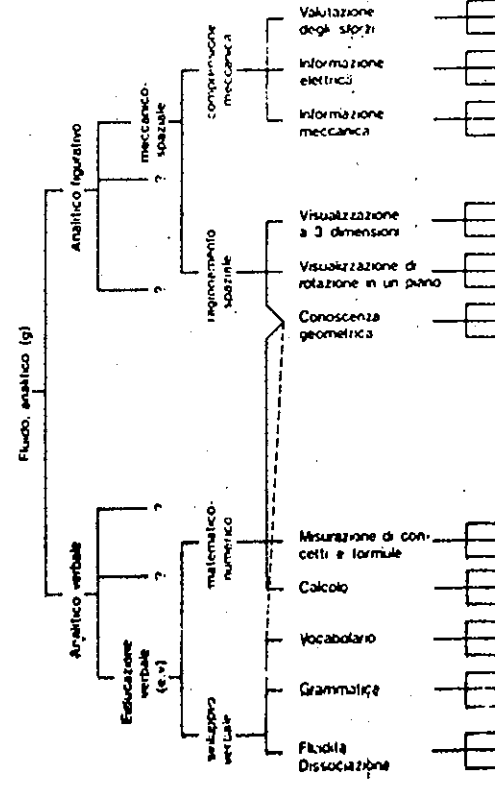 Fluido, analitico (g)
Analitico verbale
Analitico figurativo
Educazione
verbale
(e.v)
?
?
?
?
meccanico-
spaziale
sviluppo
verbale
matematico-
numerico
ragionamento
spaziale
comprensione
meccanica
Valutazione
degli sforzi
Informazione
elettrica
Informazione
meccanica
Visualizzazione
a 3 dimensioni
Visualizzazione di
rotazione in un piano
Conoscenza
geometrica
Misurazione di con-
cetti e formule
Calcolo
Vocabolario
Grammatica
Fluidità
Dissociazione